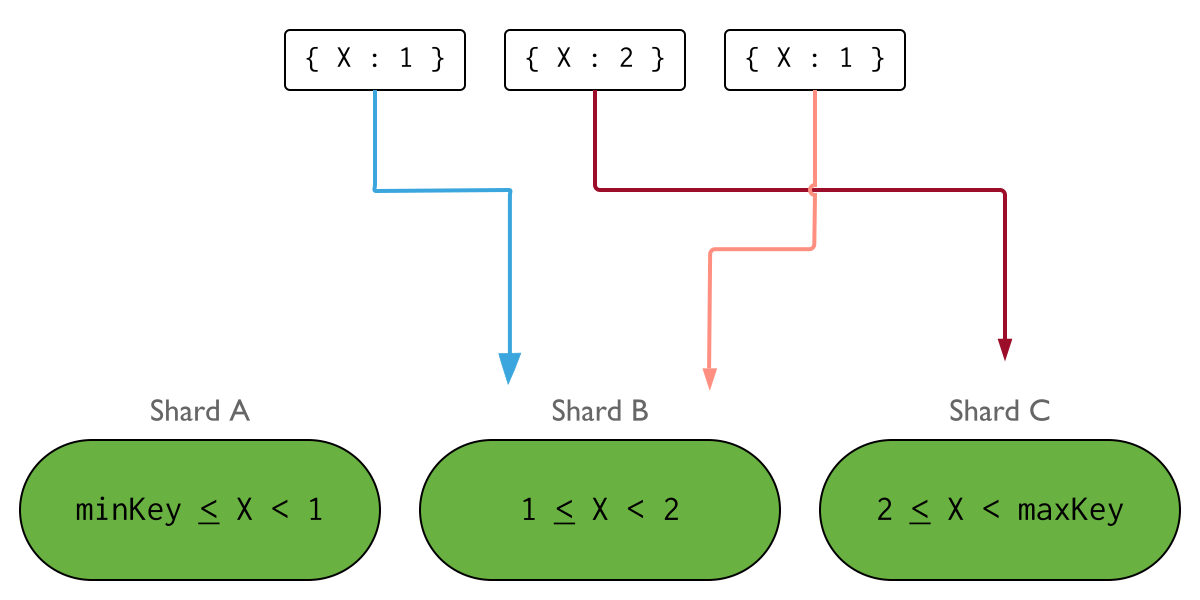 { X : 1 } { X : 2 } { X : 1 }
Shard A Shard B Shard C
minKey ≤ X < 1 1 ≤ X < 2 2 ≤ X < maxKey